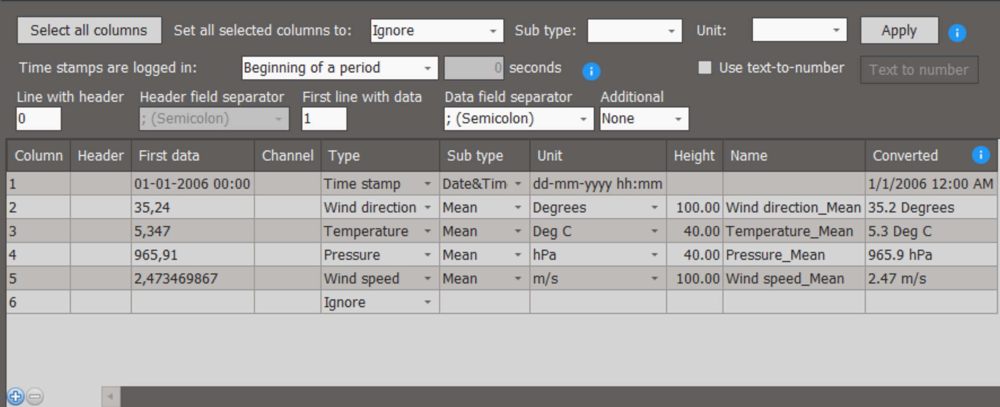 Select all columns Set all selected columns to: Ignore Sub type: Unit: Apply i
Time stamps are logged in: Beginning of a period 0 seconds i Use text-to-number Text to number
Line with header Header field separator First line with data Data field separator Additional
0 ; (Semicolon) 1 ; (Semicolon) None
Column Header First data Channel Type Sub type Unit Height Name Converted i
1 01-01-2006 00:00 Time stamp Date&Tim dd-mm-yyyy hh:mm 1/1/2006 12:00 AM
2 35,24 Wind direction Mean Degrees 100.00 Wind direction_Mean 35.2 Degrees
3 5,347 Temperature Mean Deg C 40.00 Temperature_Mean 5.3 Deg C
4 965,91 Pressure Mean hPa 40.00 Pressure_Mean 965.9 hPa
5 2,473469867 Wind speed Mean m/s 100.00 Wind speed_Mean 2.47 m/s
6 Ignore